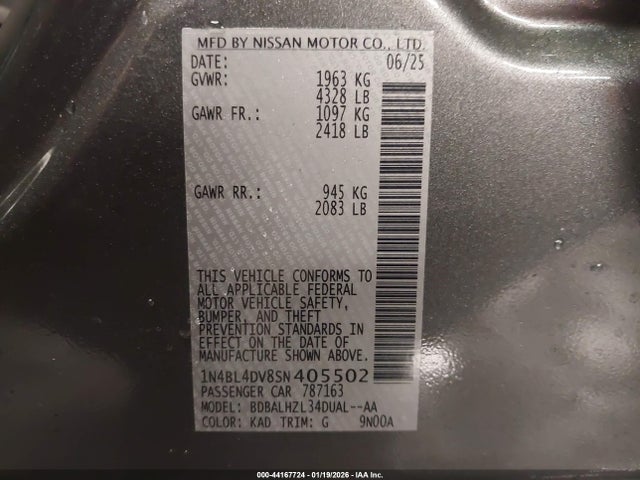 MFD BY NISSAN MOTOR CO., LTD.
DATE: 06/25
GVWR: 1963 KG
4328 LB
GAWR FR.: 1097 KG
2418 LB
GAWR RR.: 945 KG
2083 LB
THIS VEHICLE CONFORMS TO
ALL APPLICABLE FEDERAL
MOTOR VEHICLE SAFETY,
BUMPER, AND THEFT
PREVENTION STANDARDS IN
EFFECT ON THE DATE OF
MANUFACTURE SHOWN ABOVE.
1N4BL4DV8SN405502
PASSENGER CAR 787163
MODEL: BDBALHZL34DUAL--AA
COLOR: KAD TRIM: G 9N00A
000-44167724 - 01/19/2026 - IAA Inc.